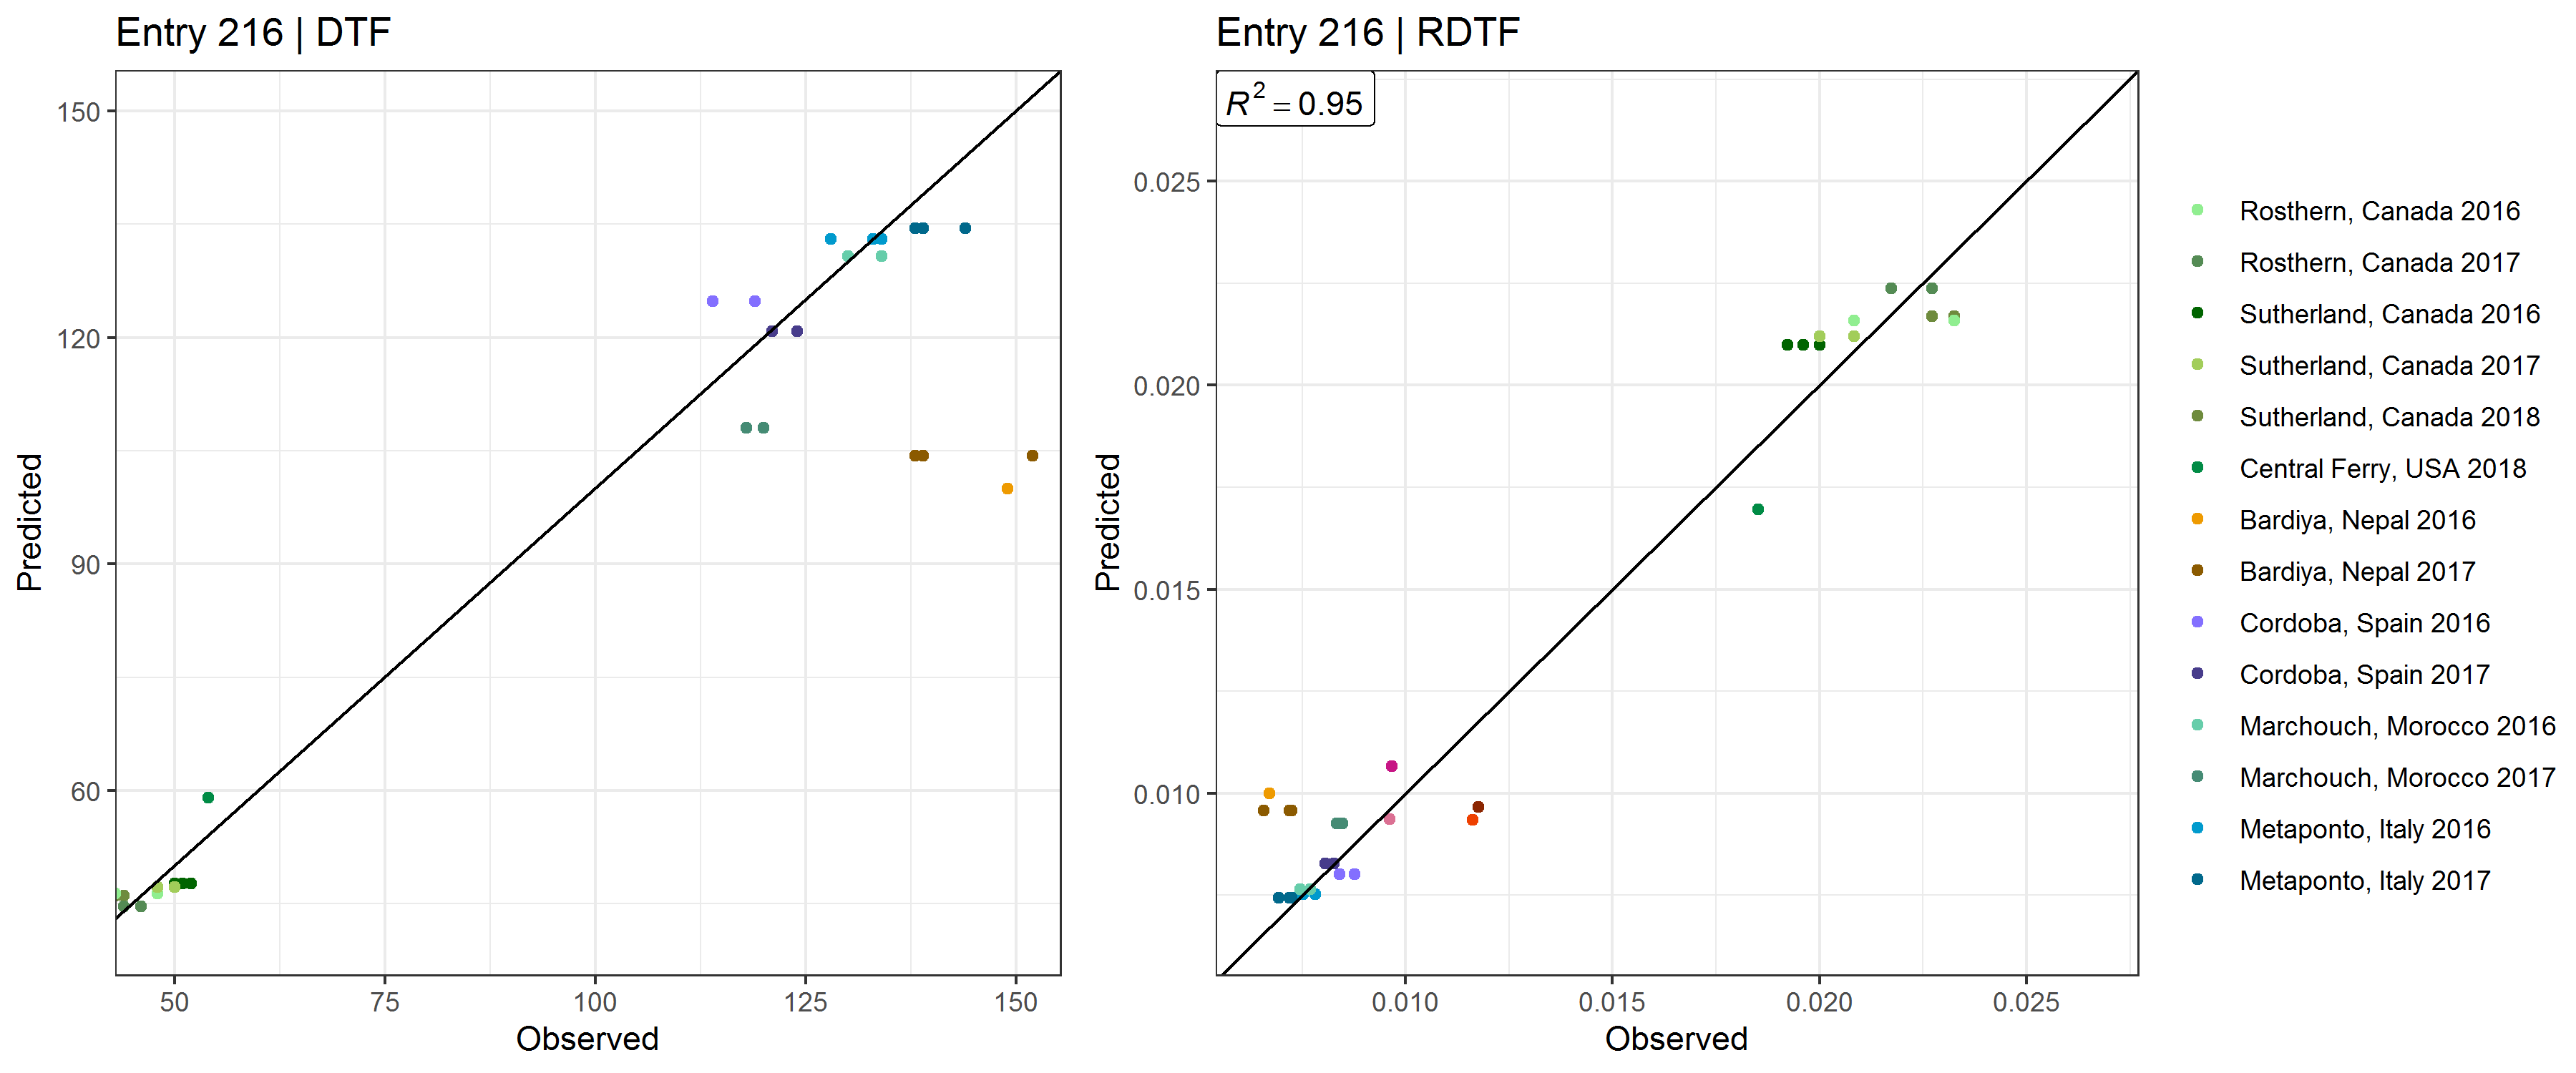 Entry 216 | DTF
150
120
90
60
50
75
100
125
150
Observed
Predicted
Entry 216 | RDTF
R² = 0.95
0.025
0.020
0.015
0.010
0.010
0.015
0.020
0.025
Observed
Predicted
Rosthern, Canada 2016
Rosthern, Canada 2017
Sutherland, Canada 2016
Sutherland, Canada 2017
Sutherland, Canada 2018
Central Ferry, USA 2018
Bardiya, Nepal 2016
Bardiya, Nepal 2017
Cordoba, Spain 2016
Cordoba, Spain 2017
Marchouch, Morocco 2016
Marchouch, Morocco 2017
Metaponto, Italy 2016
Metaponto, Italy 2017